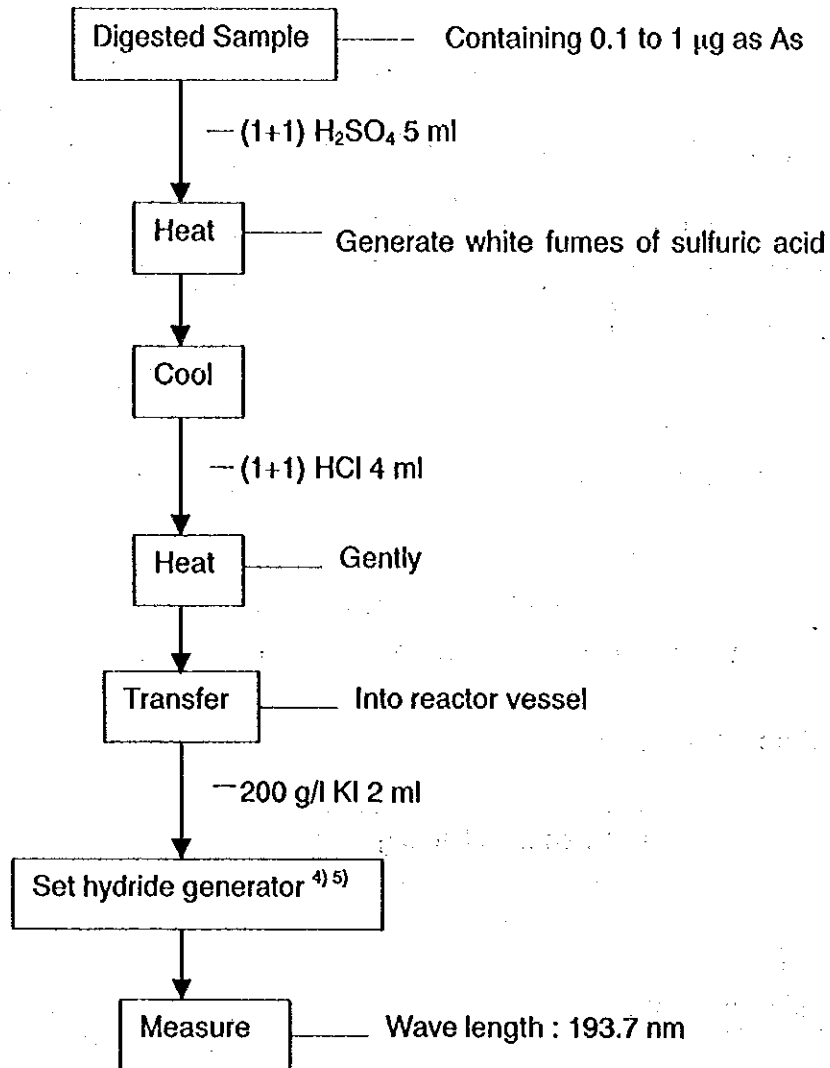 Digested Sample Containing 0.1 to 1 µg as As
(1+1) H₂SO₄ 5 ml
Heat Generate white fumes of sulfuric acid
Cool
(1+1) HCl 4 ml
Heat Gently
Transfer Into reactor vessel
200 g/l KI 2 ml
Set hydride generator ⁴⁾ ⁵⁾
Measure Wave length : 193.7 nm